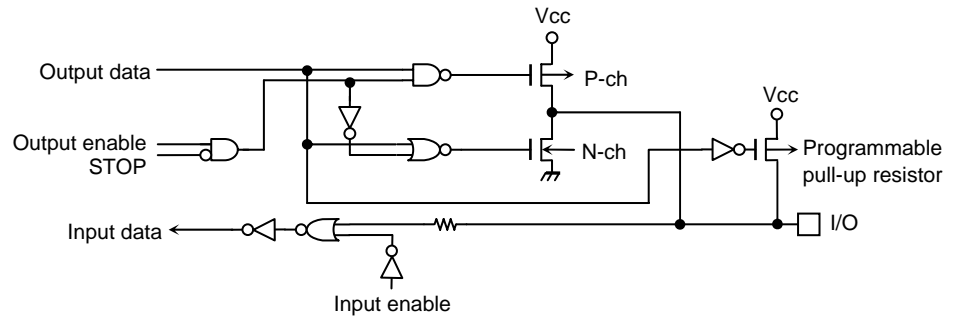 Vcc
Output data
P-ch
Vcc
Output enable
STOP
N-ch
Programmable
pull-up resistor
Input data
I/O
Input enable